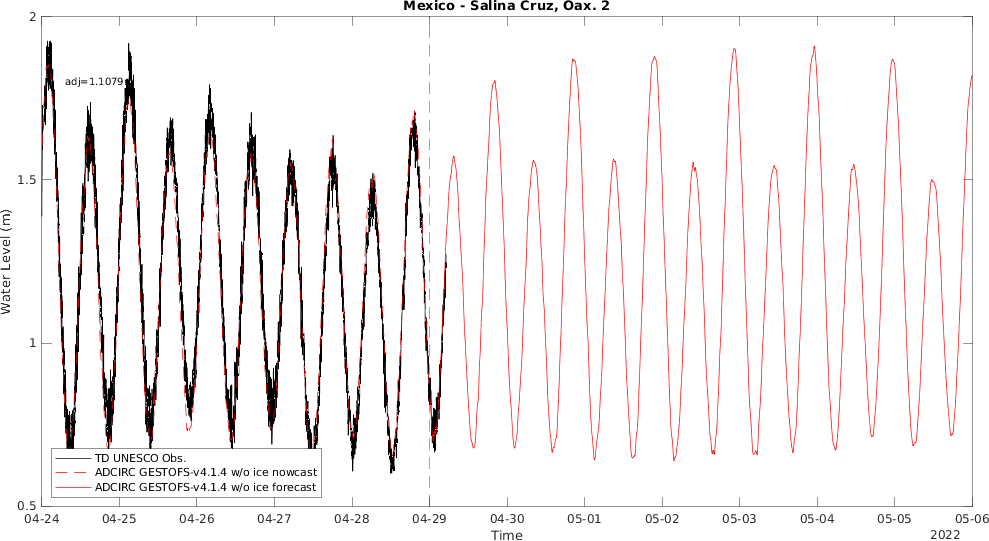 Mexico - Salina Cruz, Oax. 2
2
adj=1.1079
1.5
Water Level (m)
1
TD UNESCO Obs.
ADCIRC GESTOFS-v4.1.4 w/o ice nowcast
ADCIRC GESTOFS-v4.1.4 w/o ice forecast
0.5
04-24 04-25 04-26 04-27 04-28 04-29 04-30 05-01 05-02 05-03 05-04 05-05 05-06
Time 2022